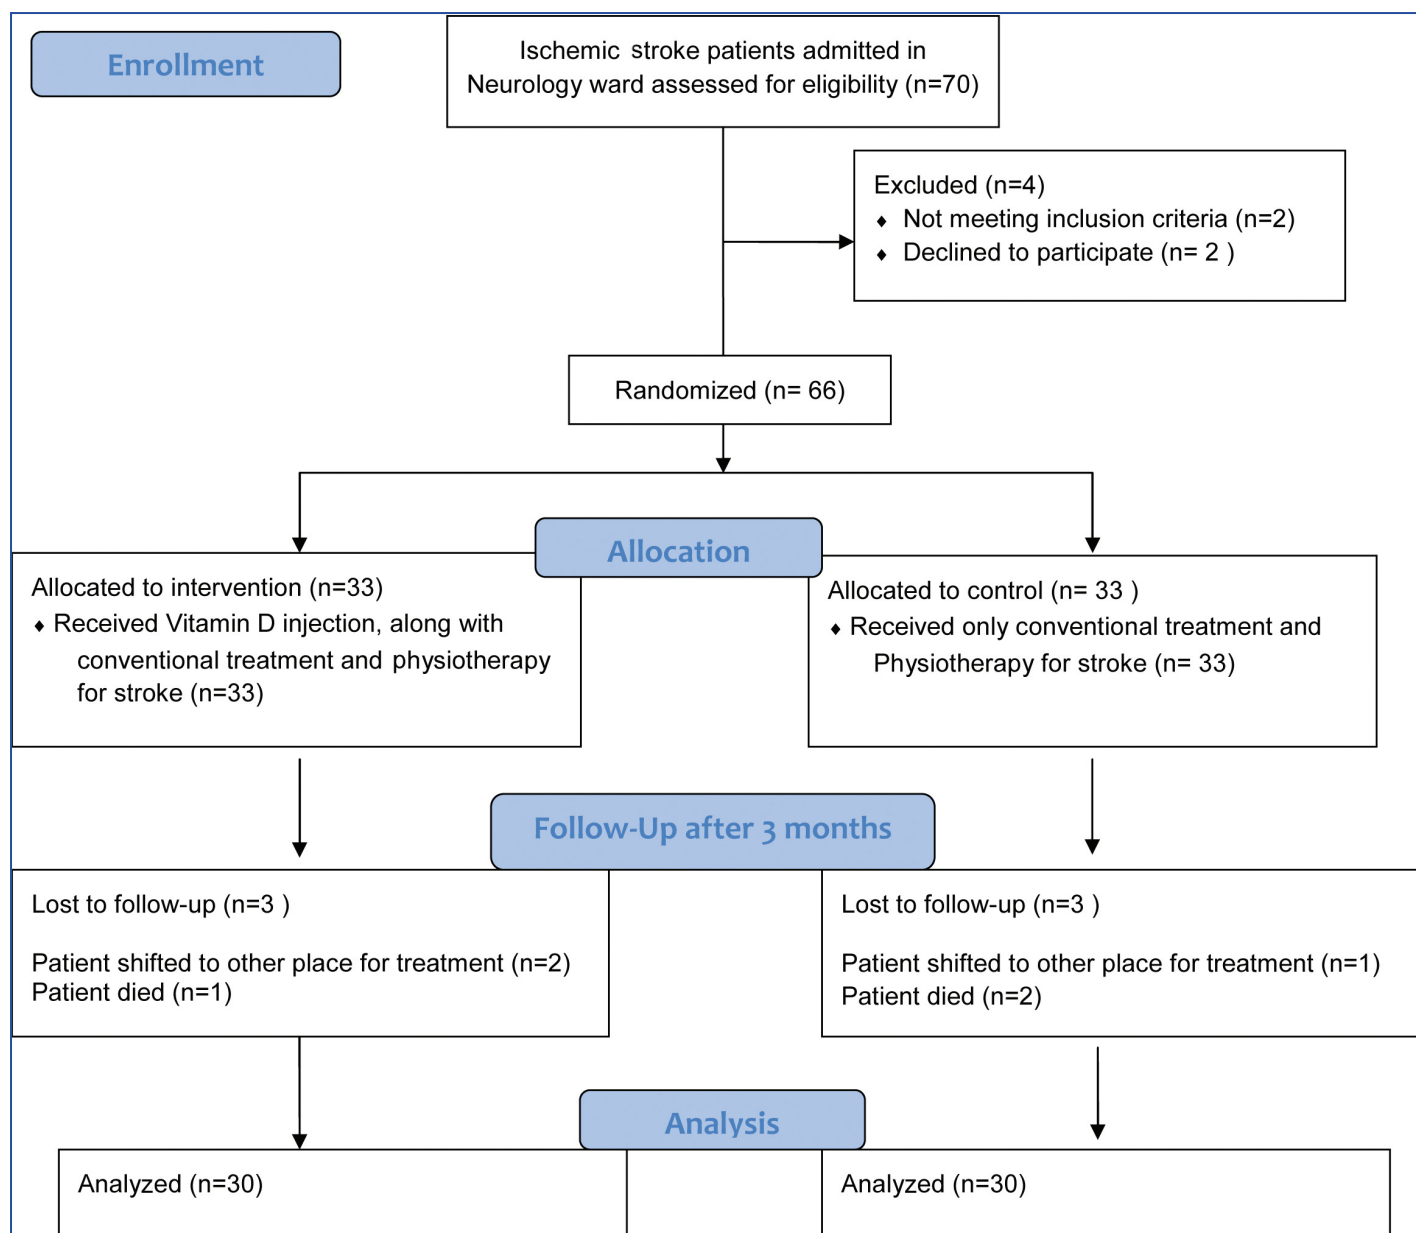 Enrollment
Ischemic stroke patients admitted in
Neurology ward assessed for eligibility (n=70)
Excluded (n=4)
♦ Not meeting inclusion criteria (n=2)
♦ Declined to participate (n= 2 )
Randomized (n= 66)
Allocation
Allocated to intervention (n=33)
♦ Received Vitamin D injection, along with
conventional treatment and physiotherapy
for stroke (n=33)
Allocated to control (n= 33 )
♦ Received only conventional treatment and
Physiotherapy for stroke (n= 33)
Follow-Up after 3 months
Lost to follow-up (n=3 )
Patient shifted to other place for treatment (n=2)
Patient died (n=1)
Lost to follow-up (n=3 )
Patient shifted to other place for treatment (n=1)
Patient died (n=2)
Analysis
Analyzed (n=30)
Analyzed (n=30)